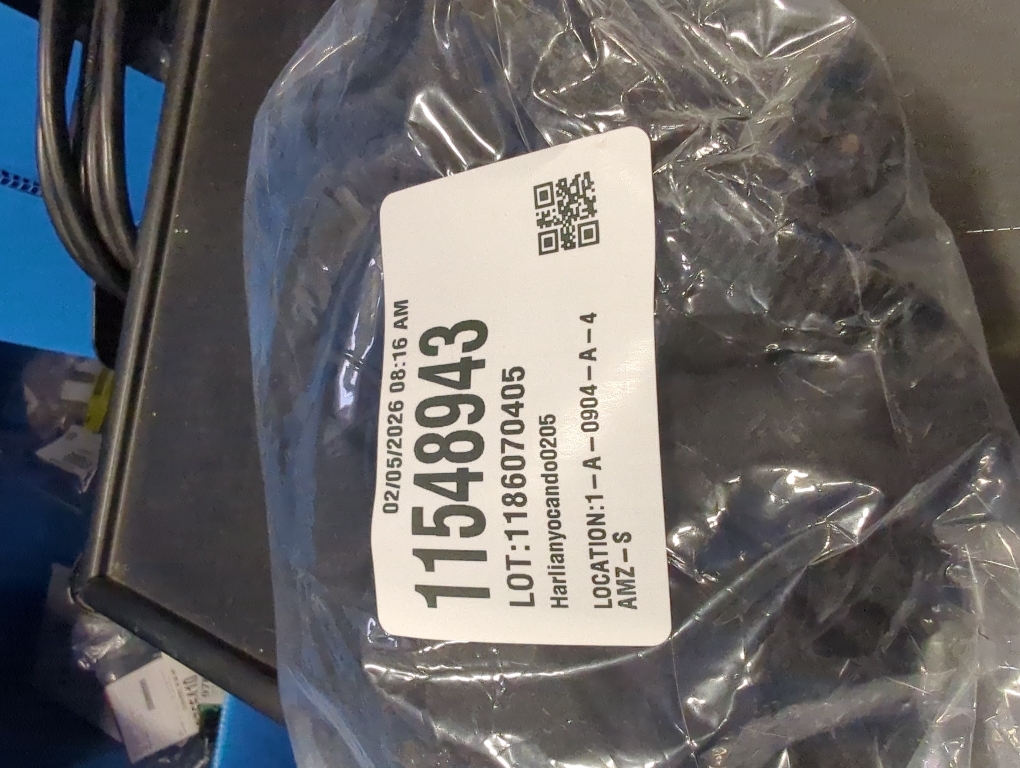 02/05/2026 08:16 AM
11548943
LOT:1186070405
Harlianyocando0205
LOCATION:1-A-0904-A-4
AMZ-S